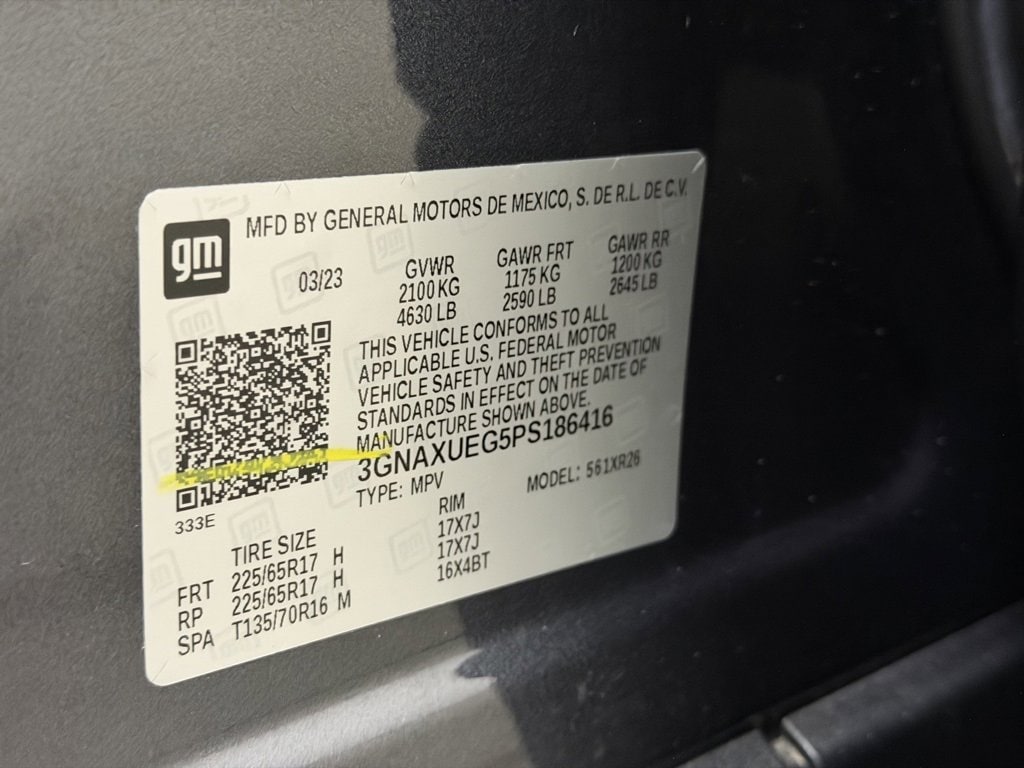 gm
MFD BY GENERAL MOTORS DE MEXICO, S. DE R.L. DE C.V.
03/23
GVWR
2100 KG
4630 LB
GAWR FRT
1175 KG
2590 LB
GAWR RR
1200 KG
2645 LB
THIS VEHICLE CONFORMS TO ALL
APPLICABLE U.S. FEDERAL MOTOR
VEHICLE SAFETY AND THEFT PREVENTION
STANDARDS IN EFFECT ON THE DATE OF
MANUFACTURE SHOWN ABOVE.
3GNAXUEG5PS186416
TYPE: MPV
MODEL: 561XR26
333E
TIRE SIZE RIM
FRT 225/65R17 H 17X7J
RP 225/65R17 H 17X7J
SPA T135/70R16 M 16X4BT